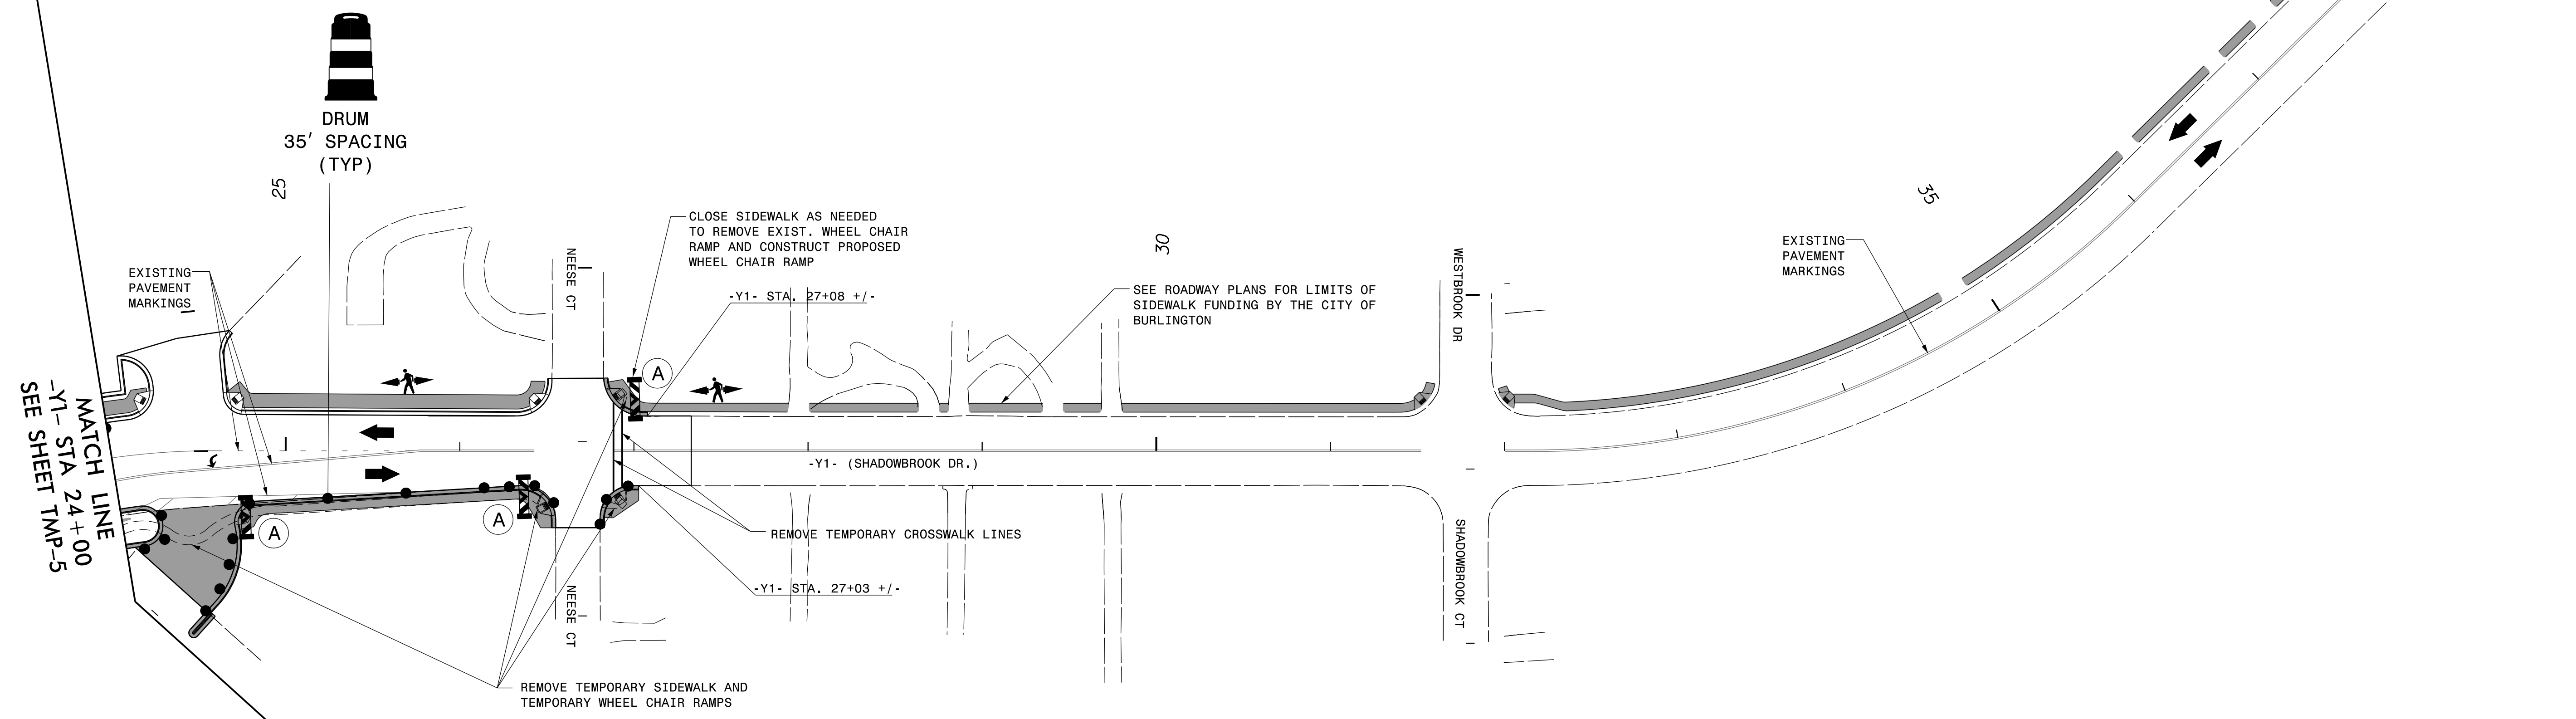 DRUM
35' SPACING
(TYP)
25
EXISTING
PAVEMENT
MARKINGS
MATCH LINE
-Y1- STA 24+00
SEE SHEET TMP-5
NEESE CT
CLOSE SIDEWALK AS NEEDED
TO REMOVE EXIST. WHEEL CHAIR
RAMP AND CONSTRUCT PROPOSED
WHEEL CHAIR RAMP
-Y1- STA. 27+08 +/-
A
30
SEE ROADWAY PLANS FOR LIMITS OF
SIDEWALK FUNDING BY THE CITY OF
BURLINGTON
WESTBROOK DR
35
EXISTING
PAVEMENT
MARKINGS
-Y1- (SHADOWBROOK DR.)
A
A
REMOVE TEMPORARY CROSSWALK LINES
-Y1- STA. 27+03 +/-
NEESE CT
SHADOWBROOK CT
REMOVE TEMPORARY SIDEWALK AND
TEMPORARY WHEEL CHAIR RAMPS